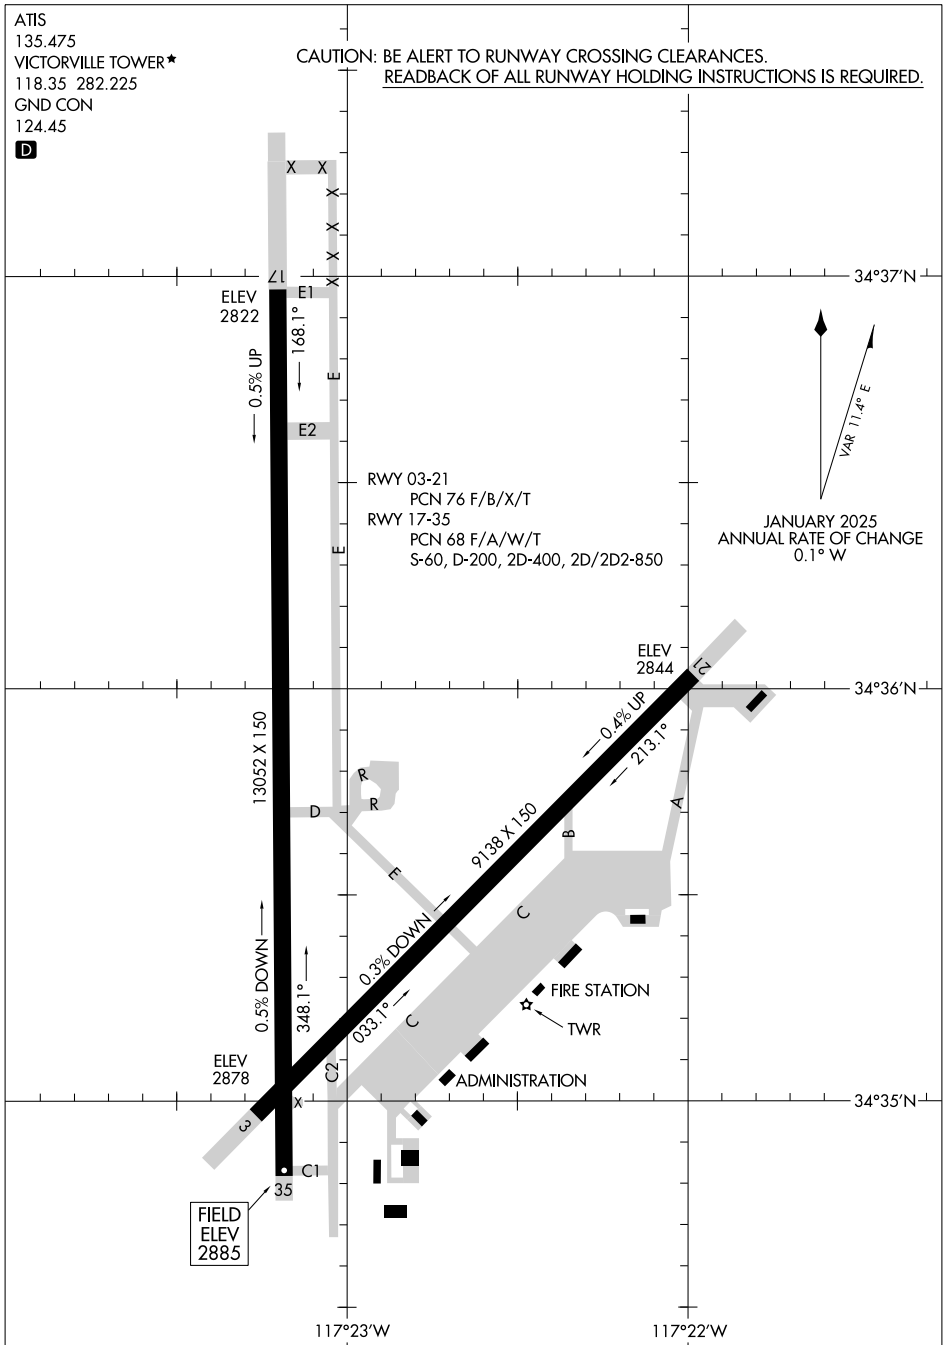 ATIS
135.475
VICTORVILLE TOWER★
118.35 282.225
GND CON
124.45
D
CAUTION: BE ALERT TO RUNWAY CROSSING CLEARANCES.
READBACK OF ALL RUNWAY HOLDING INSTRUCTIONS IS REQUIRED.
X X
X
X
X
X
17
34°37'N
ELEV
2822
E1
168.1°
0.5% UP
E
E2
VAR 11.4° E
RWY 03-21
PCN 76 F/B/X/T
RWY 17-35
PCN 68 F/A/W/T
S-60, D-200, 2D-400, 2D/2D2-850
JANUARY 2025
ANNUAL RATE OF CHANGE
0.1° W
E
ELEV
2844
21
34°36'N
0.4% UP
213.1°
13052 X 150
R
R
D
A
B
9138 X 150
E
C
0.3% DOWN
033.1°
0.5% DOWN
348.1°
FIRE STATION
TWR
C
ELEV
2878
C2
ADMINISTRATION
X
34°35'N
3
C1
35
FIELD
ELEV
2885
117°23'W
117°22'W